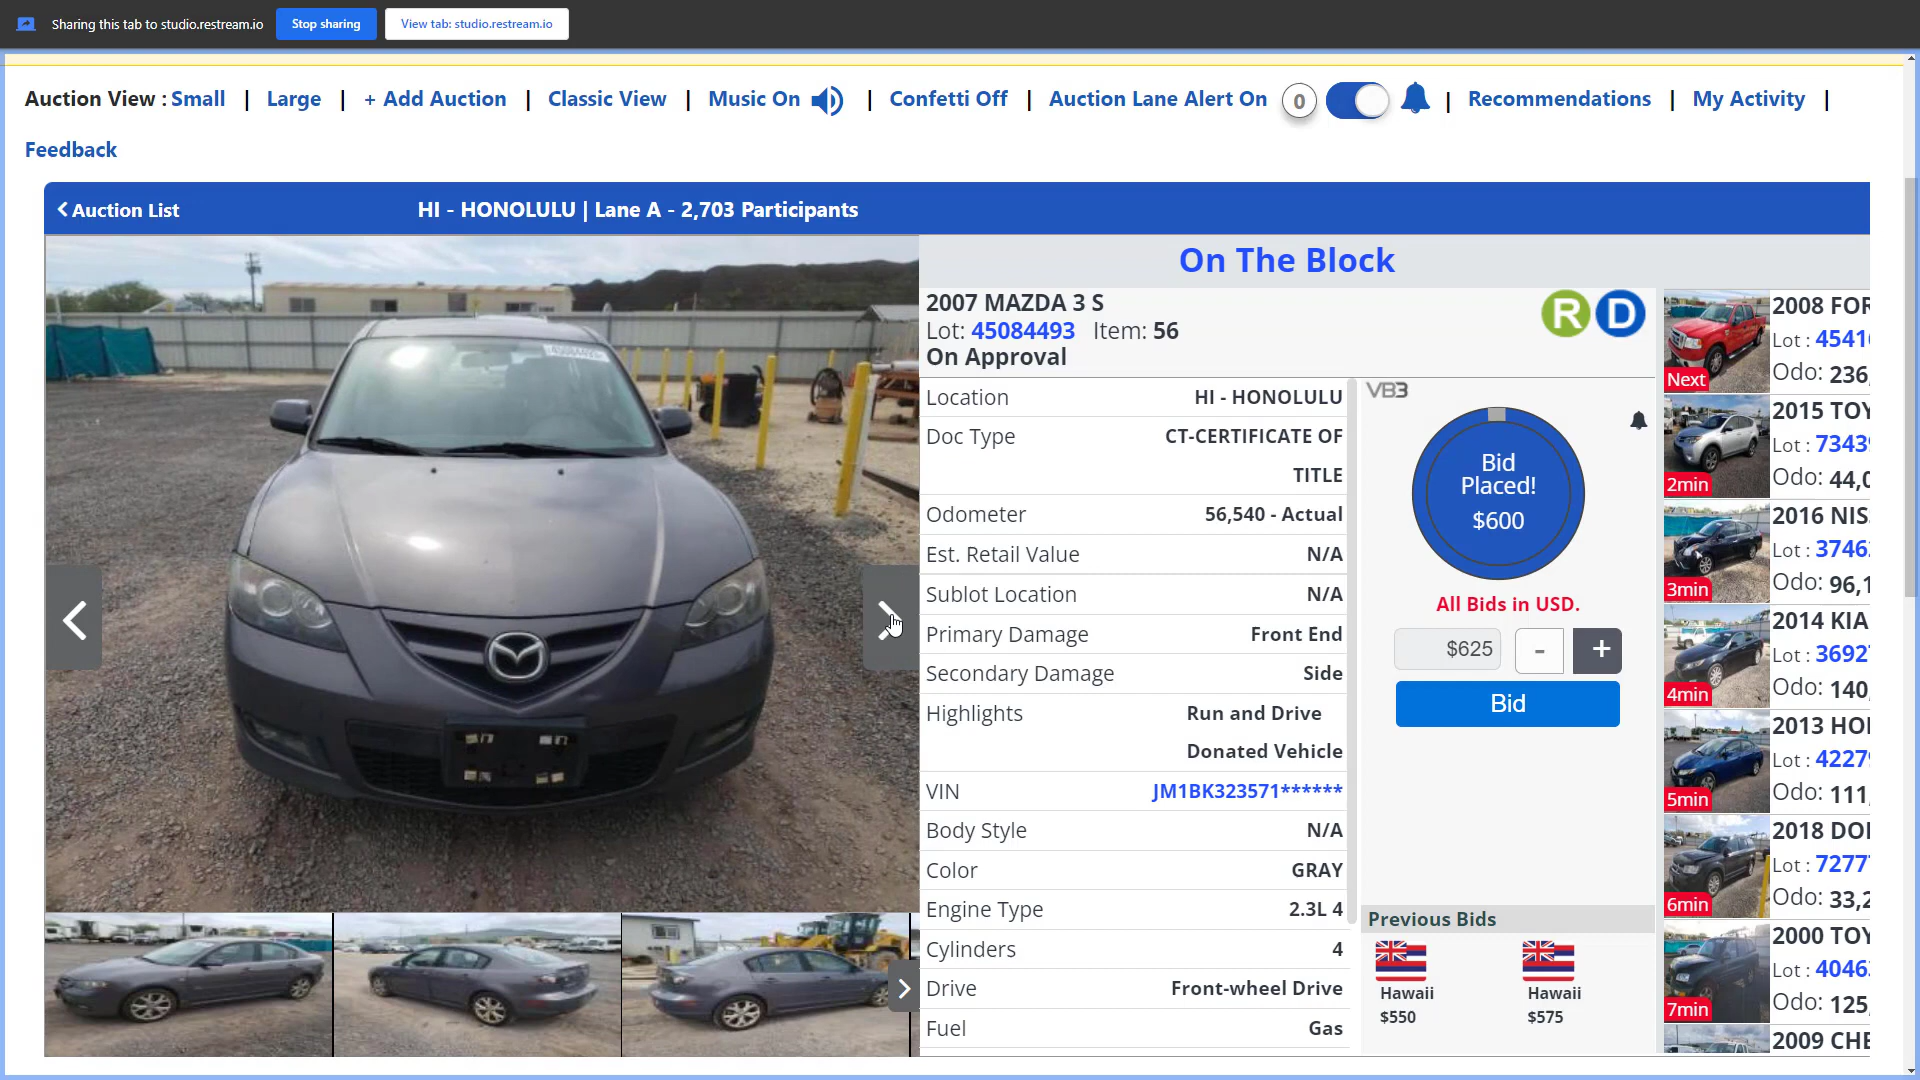 Sharing this tab to studio.restream.io Stop sharing View tab: studio.restream.io
Auction View : Small | Large | + Add Auction | Classic View | Music On | Confetti Off | Auction Lane Alert On 0 | Recommendations | My Activity |
Feedback
Auction List HI - HONOLULU | Lane A - 2,703 Participants
On The Block
2007 MAZDA 3 S
Lot: 45084493 Item: 56
On Approval
R D
Location HI - HONOLULU
Doc Type CT-CERTIFICATE OF
TITLE
Odometer 56,540 - Actual
Est. Retail Value N/A
Sublot Location N/A
Primary Damage Front End
Secondary Damage Side
Highlights Run and Drive
Donated Vehicle
VIN JM1BK323571******
Body Style N/A
Color GRAY
Engine Type 2.3L 4
Cylinders 4
Drive Front-wheel Drive
Fuel Gas
VB3
Bid
Placed!
$600
All Bids in USD.
$625 - +
Bid
Previous Bids
Hawaii Hawaii
$550 $575
2008 FOR
Lot : 4541
Odo: 236,
Next
2015 TOY
Lot : 7343
Odo: 44,0
2min
2016 NIS
Lot : 3746
Odo: 96,1
3min
2014 KIA
Lot : 3692
Odo: 140,
4min
2013 HO
Lot : 4227
Odo: 111,
5min
2018 DO
Lot : 7277
Odo: 33,2
6min
2000 TOY
Lot : 4046
Odo: 125,
7min
2009 CHE